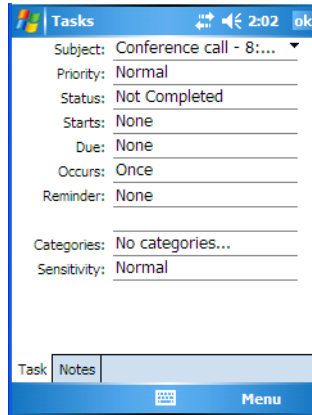 Tasks 2:02 ok
Subject: Conference call - 8:...
Priority: Normal
Status: Not Completed
Starts: None
Due: None
Occurs: Once
Reminder: None
Categories: No categories...
Sensitivity: Normal
Task Notes
Menu